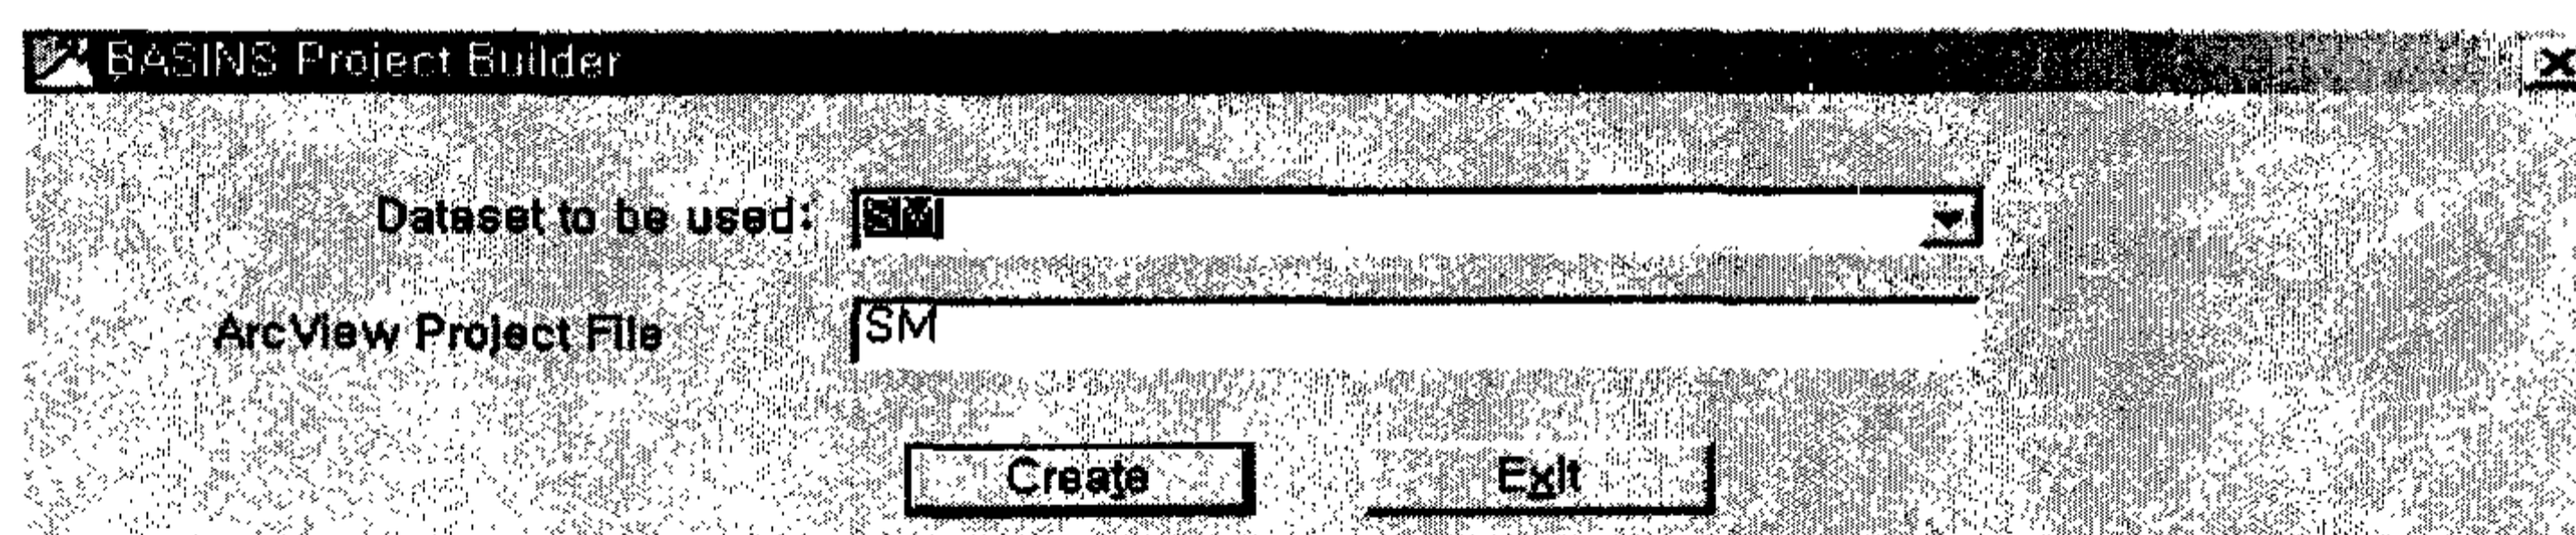 BASINS Project Builder
Dataset to be used: SM
ArcView Project File SM
Create Exit